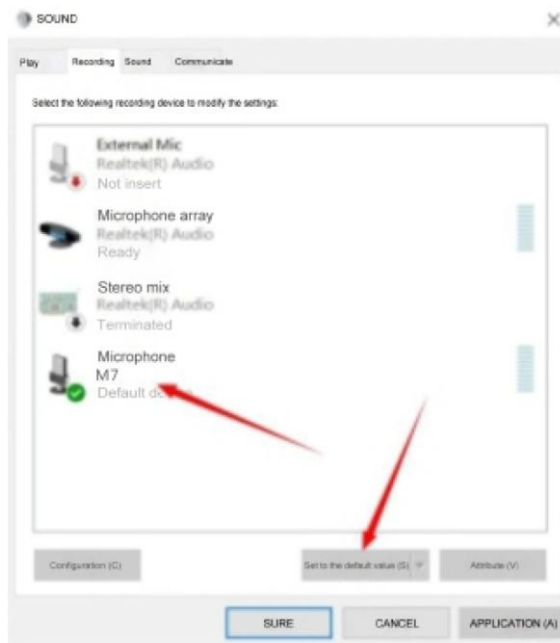 SOUND
Play Recording Sound Communicate
Select the following recording device to modify the settings:
External Mic
Realtek(R) Audio
Not insert
Microphone array
Realtek(R) Audio
Ready
Stereo mix
Realtek(R) Audio
Terminated
Microphone
M7
Default
Configuration (C) Set to the default value (S) Attribute (V)
SURE CANCEL APPLICATION (A)